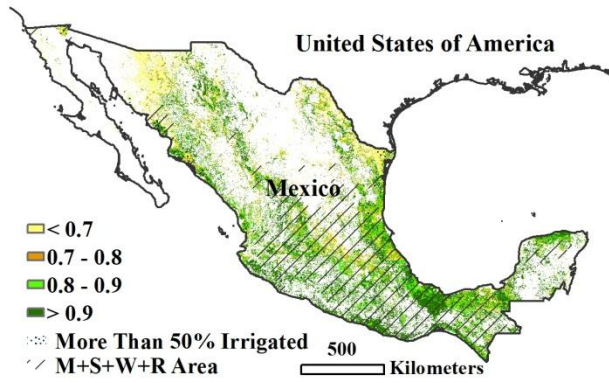 United States of America
Mexico
< 0.7
0.7 - 0.8
0.8 - 0.9
> 0.9
More Than 50% Irrigated
M+S+W+R Area
500
Kilometers